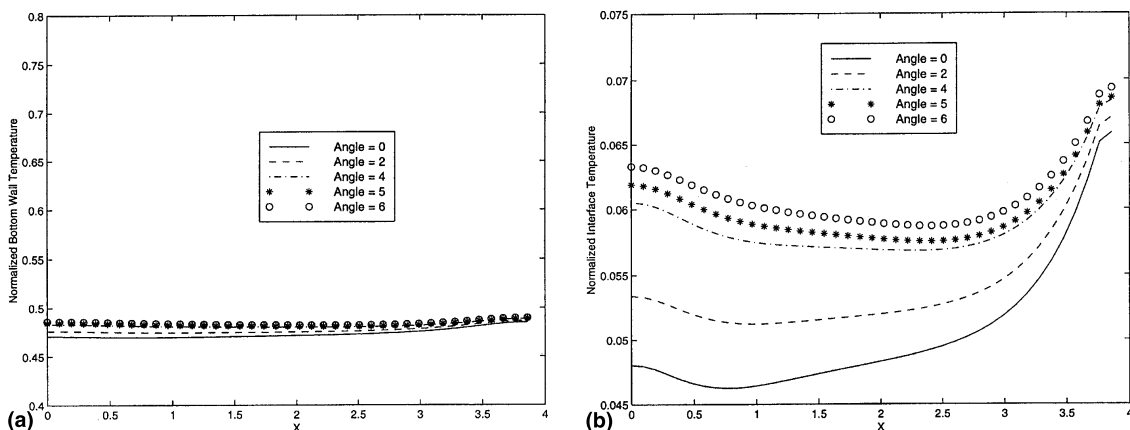 0.8
0.75
0.7
0.65
0.6
0.55
0.5
0.45
0.4
Normalized Bottom Wall Temperature
Angle = 0
Angle = 2
Angle = 4
Angle = 5
Angle = 6
0 0.5 1 1.5 2 2.5 3 3.5 4
X
(a)
0.075
0.07
0.065
0.06
0.055
0.05
0.045
Normalized Interface Temperature
Angle = 0
Angle = 2
Angle = 4
Angle = 5
Angle = 6
0 0.5 1 1.5 2 2.5 3 3.5 4
X
(b)